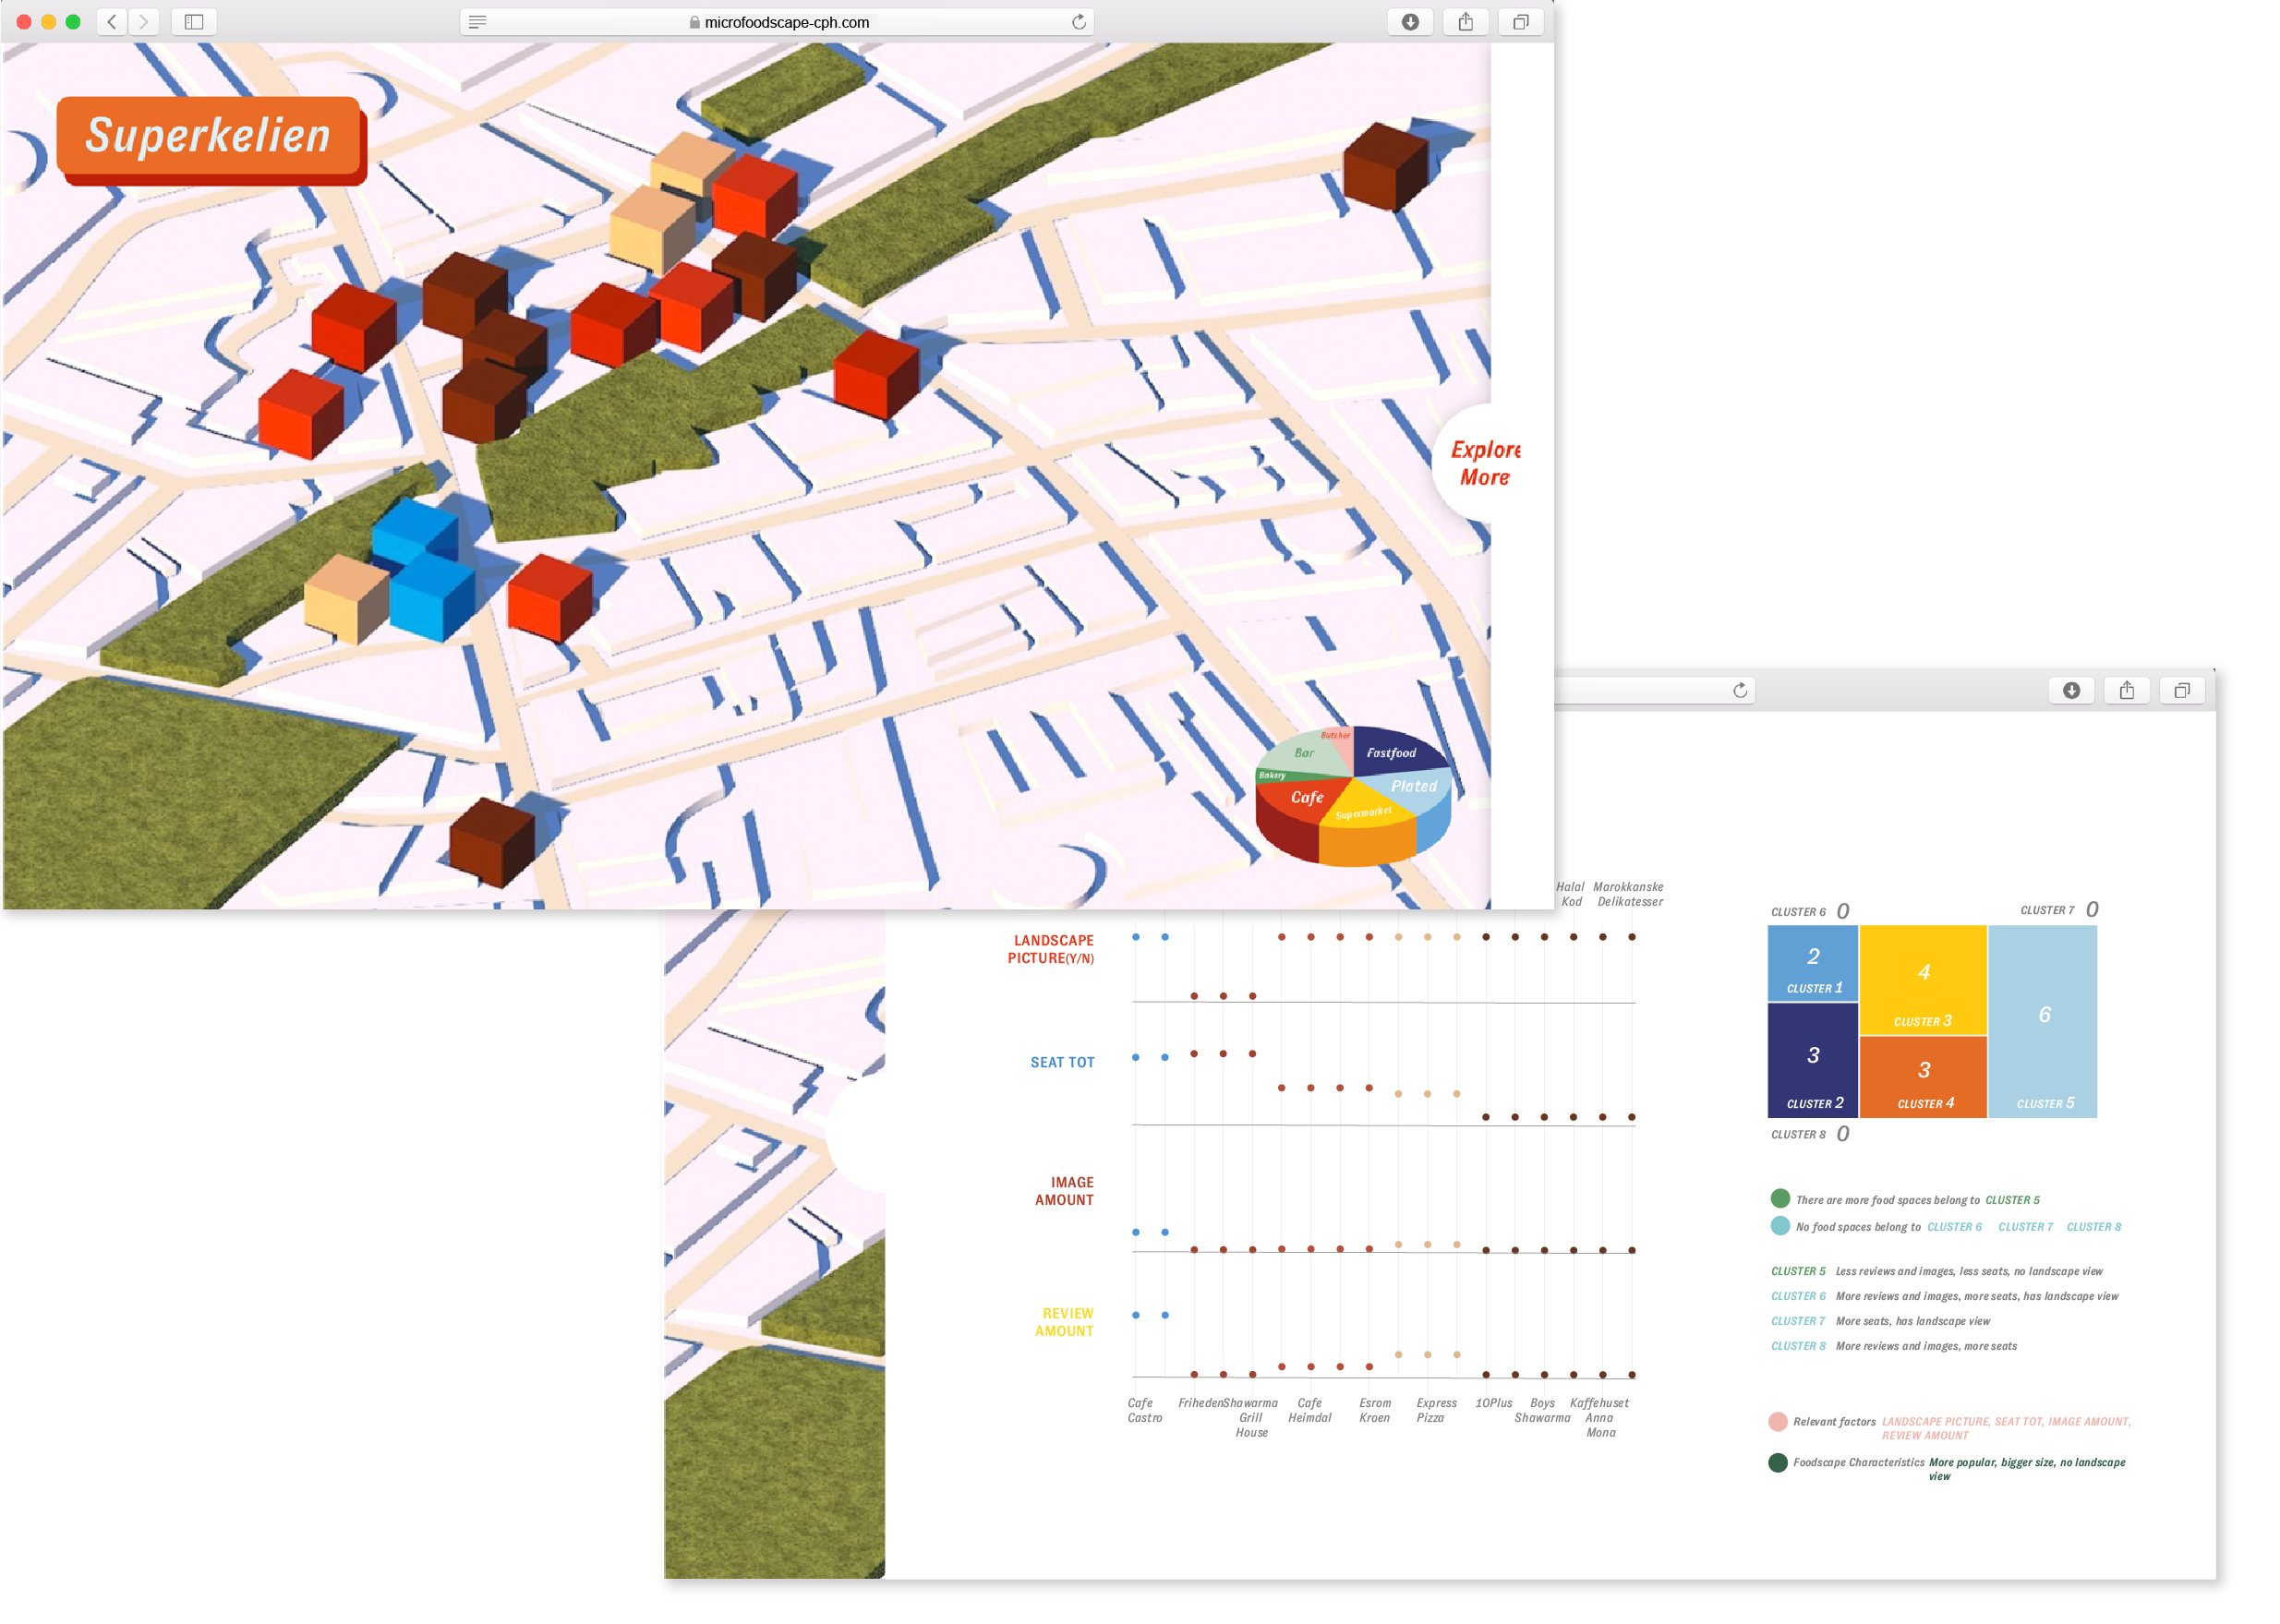 microfoodscape-cph.com
Superkelien
Explore
More
Butcher
Bar
Fastfood
Bakery
Plated
Cafe
Supermarket
Halal Marokkanske
Kod Delikatesser
LANDSCAPE
PICTURE(Y/N)
SEAT TOT
IMAGE
AMOUNT
REVIEW
AMOUNT
Cafe FrihedenShawarma Cafe Esrom Express 10Plus Boys Kaffehuset
Castro Grill Heimdal Kroen Pizza Shawarma Anna
House Mona
CLUSTER 6 0 CLUSTER 7 0
2
CLUSTER 1
4
CLUSTER 3
6
3
CLUSTER 2
3
CLUSTER 4
CLUSTER 5
CLUSTER 8 0
There are more food spaces belong to CLUSTER 5
No food spaces belong to CLUSTER 6 CLUSTER 7 CLUSTER 8
CLUSTER 5 Less reviews and images, less seats, no landscape view
CLUSTER 6 More reviews and images, more seats, has landscape view
CLUSTER 7 More seats, has landscape view
CLUSTER 8 More reviews and images, more seats
Relevant factors LANDSCAPE PICTURE, SEAT TOT, IMAGE AMOUNT,
REVIEW AMOUNT
Foodscape Characteristics More popular, bigger size, no landscape
view